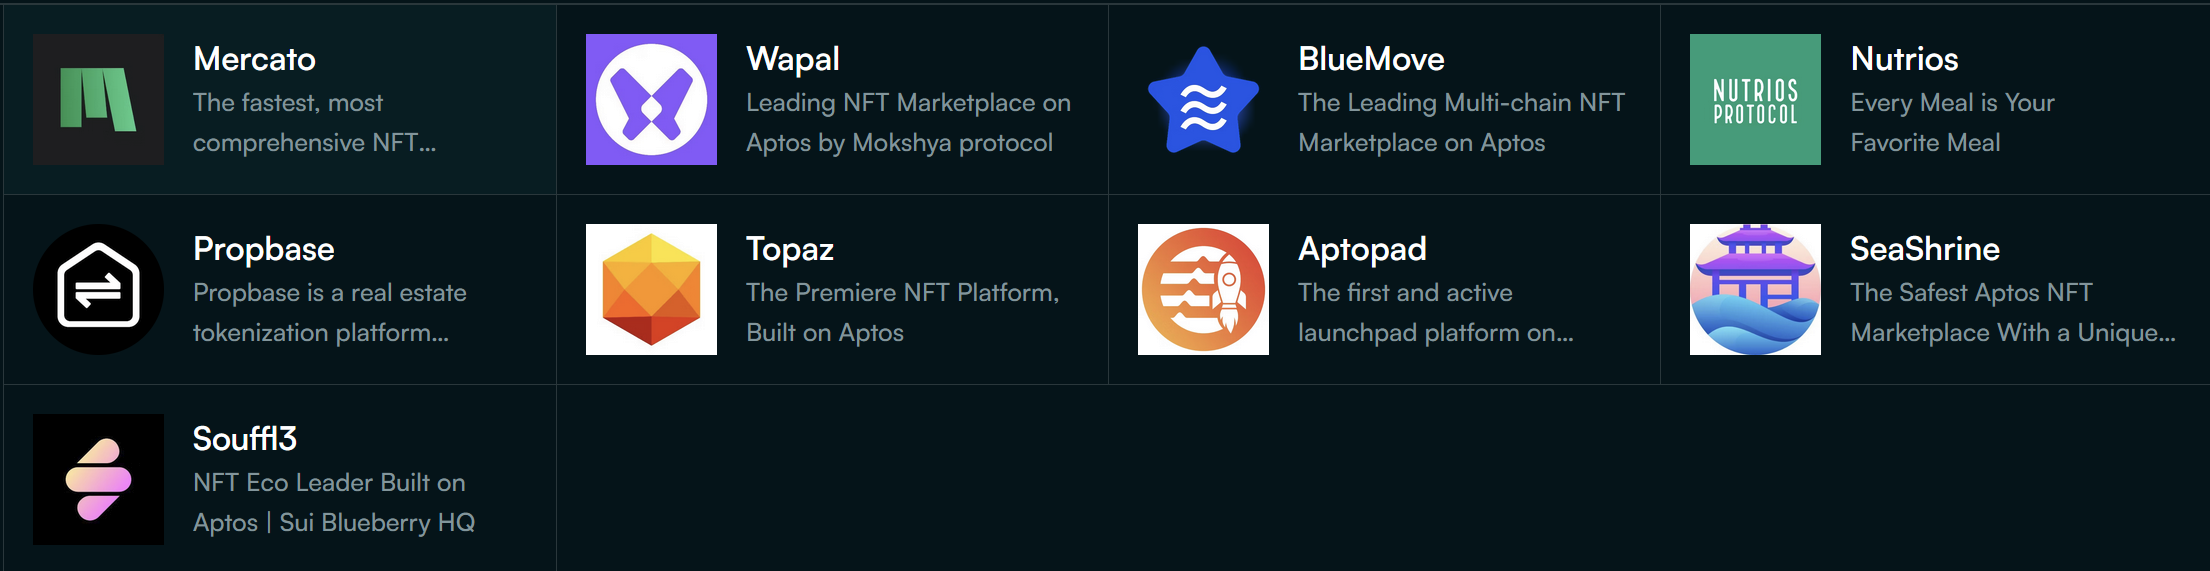 Mercato
The fastest, most
comprehensive NFT...
Wapal
Leading NFT Marketplace on
Aptos by Mokshya protocol
BlueMove
The Leading Multi-chain NFT
Marketplace on Aptos
NUTRIOS
PROTOCOL
Nutrios
Every Meal is Your
Favorite Meal
Propbase
Propbase is a real estate
tokenization platform...
Topaz
The Premiere NFT Platform,
Built on Aptos
Aptopad
The first and active
launchpad platform on...
SeaShrine
The Safest Aptos NFT
Marketplace With a Unique...
Souffl3
NFT Eco Leader Built on
Aptos | Sui Blueberry HQ